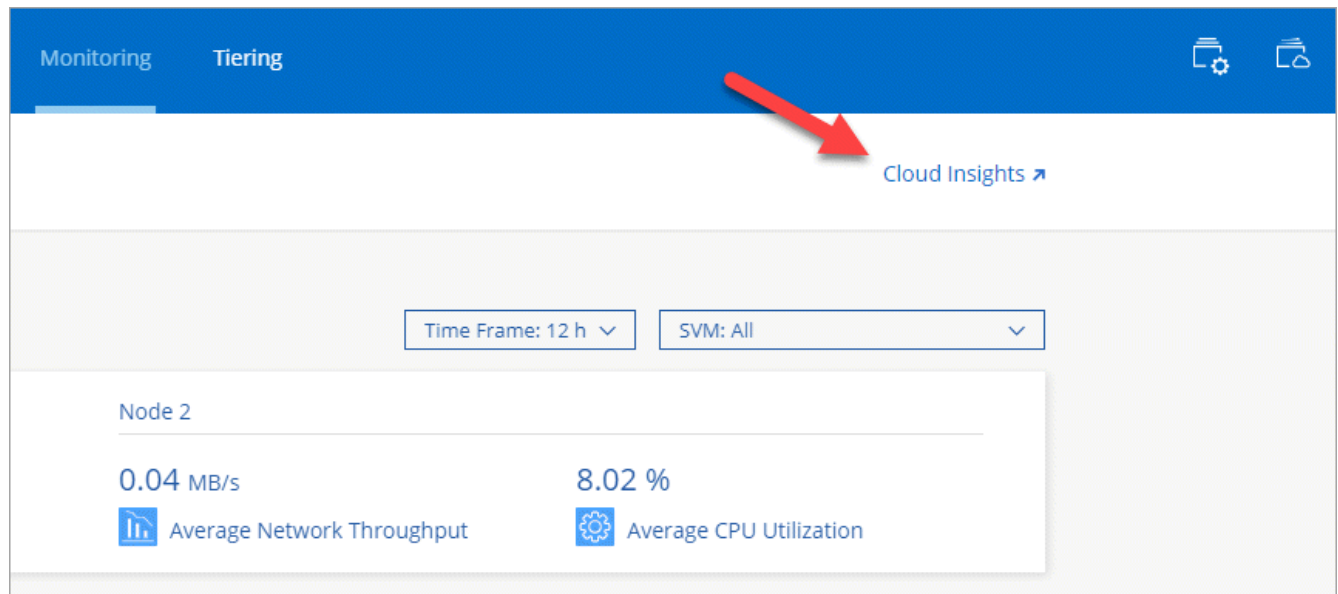 Monitoring Tiering
Cloud Insights
Time Frame: 12 h SVM: All
Node 2
0.04 MB/s 8.02 %
Average Network Throughput Average CPU Utilization